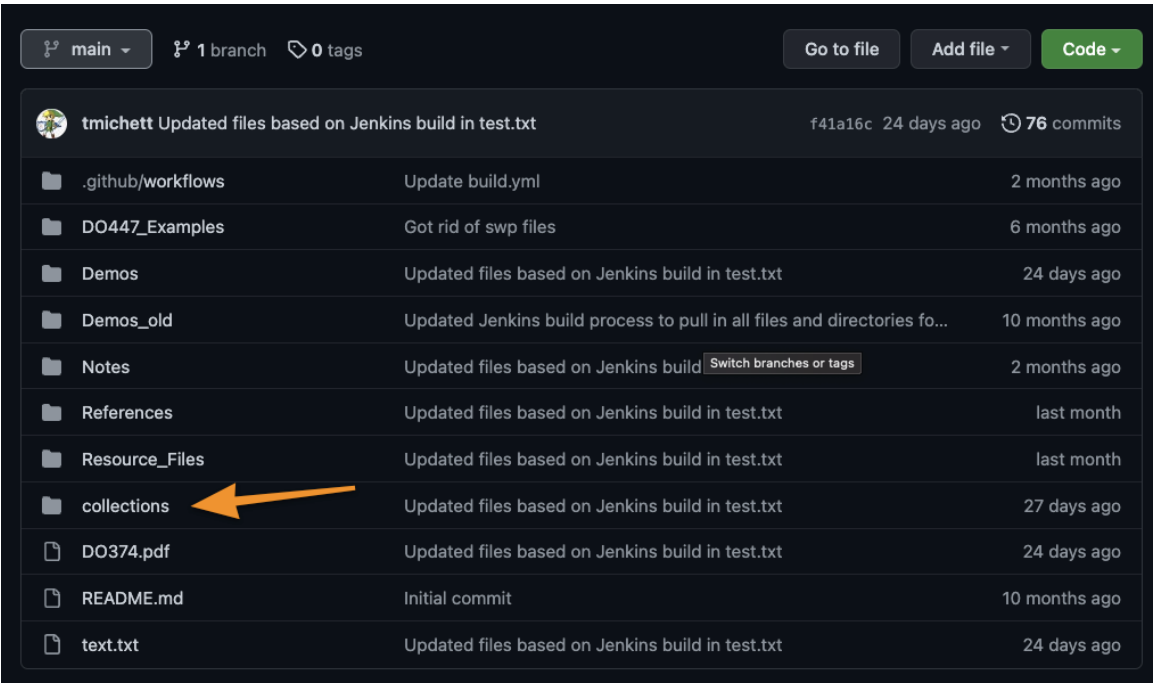 main 1 branch 0 tags Go to file Add file Code
tmichett Updated files based on Jenkins build in test.txt f41a16c 24 days ago 76 commits
.github/workflows Update build.yml 2 months ago
DO447_Examples Got rid of swp files 6 months ago
Demos Updated files based on Jenkins build in test.txt 24 days ago
Demos_old Updated Jenkins build process to pull in all files and directories fo... 10 months ago
Notes Updated files based on Jenkins build Switch branches or tags 2 months ago
References Updated files based on Jenkins build in test.txt last month
Resource_Files Updated files based on Jenkins build in test.txt last month
collections Updated files based on Jenkins build in test.txt 27 days ago
DO374.pdf Updated files based on Jenkins build in test.txt 24 days ago
README.md Initial commit 10 months ago
text.txt Updated files based on Jenkins build in test.txt 24 days ago